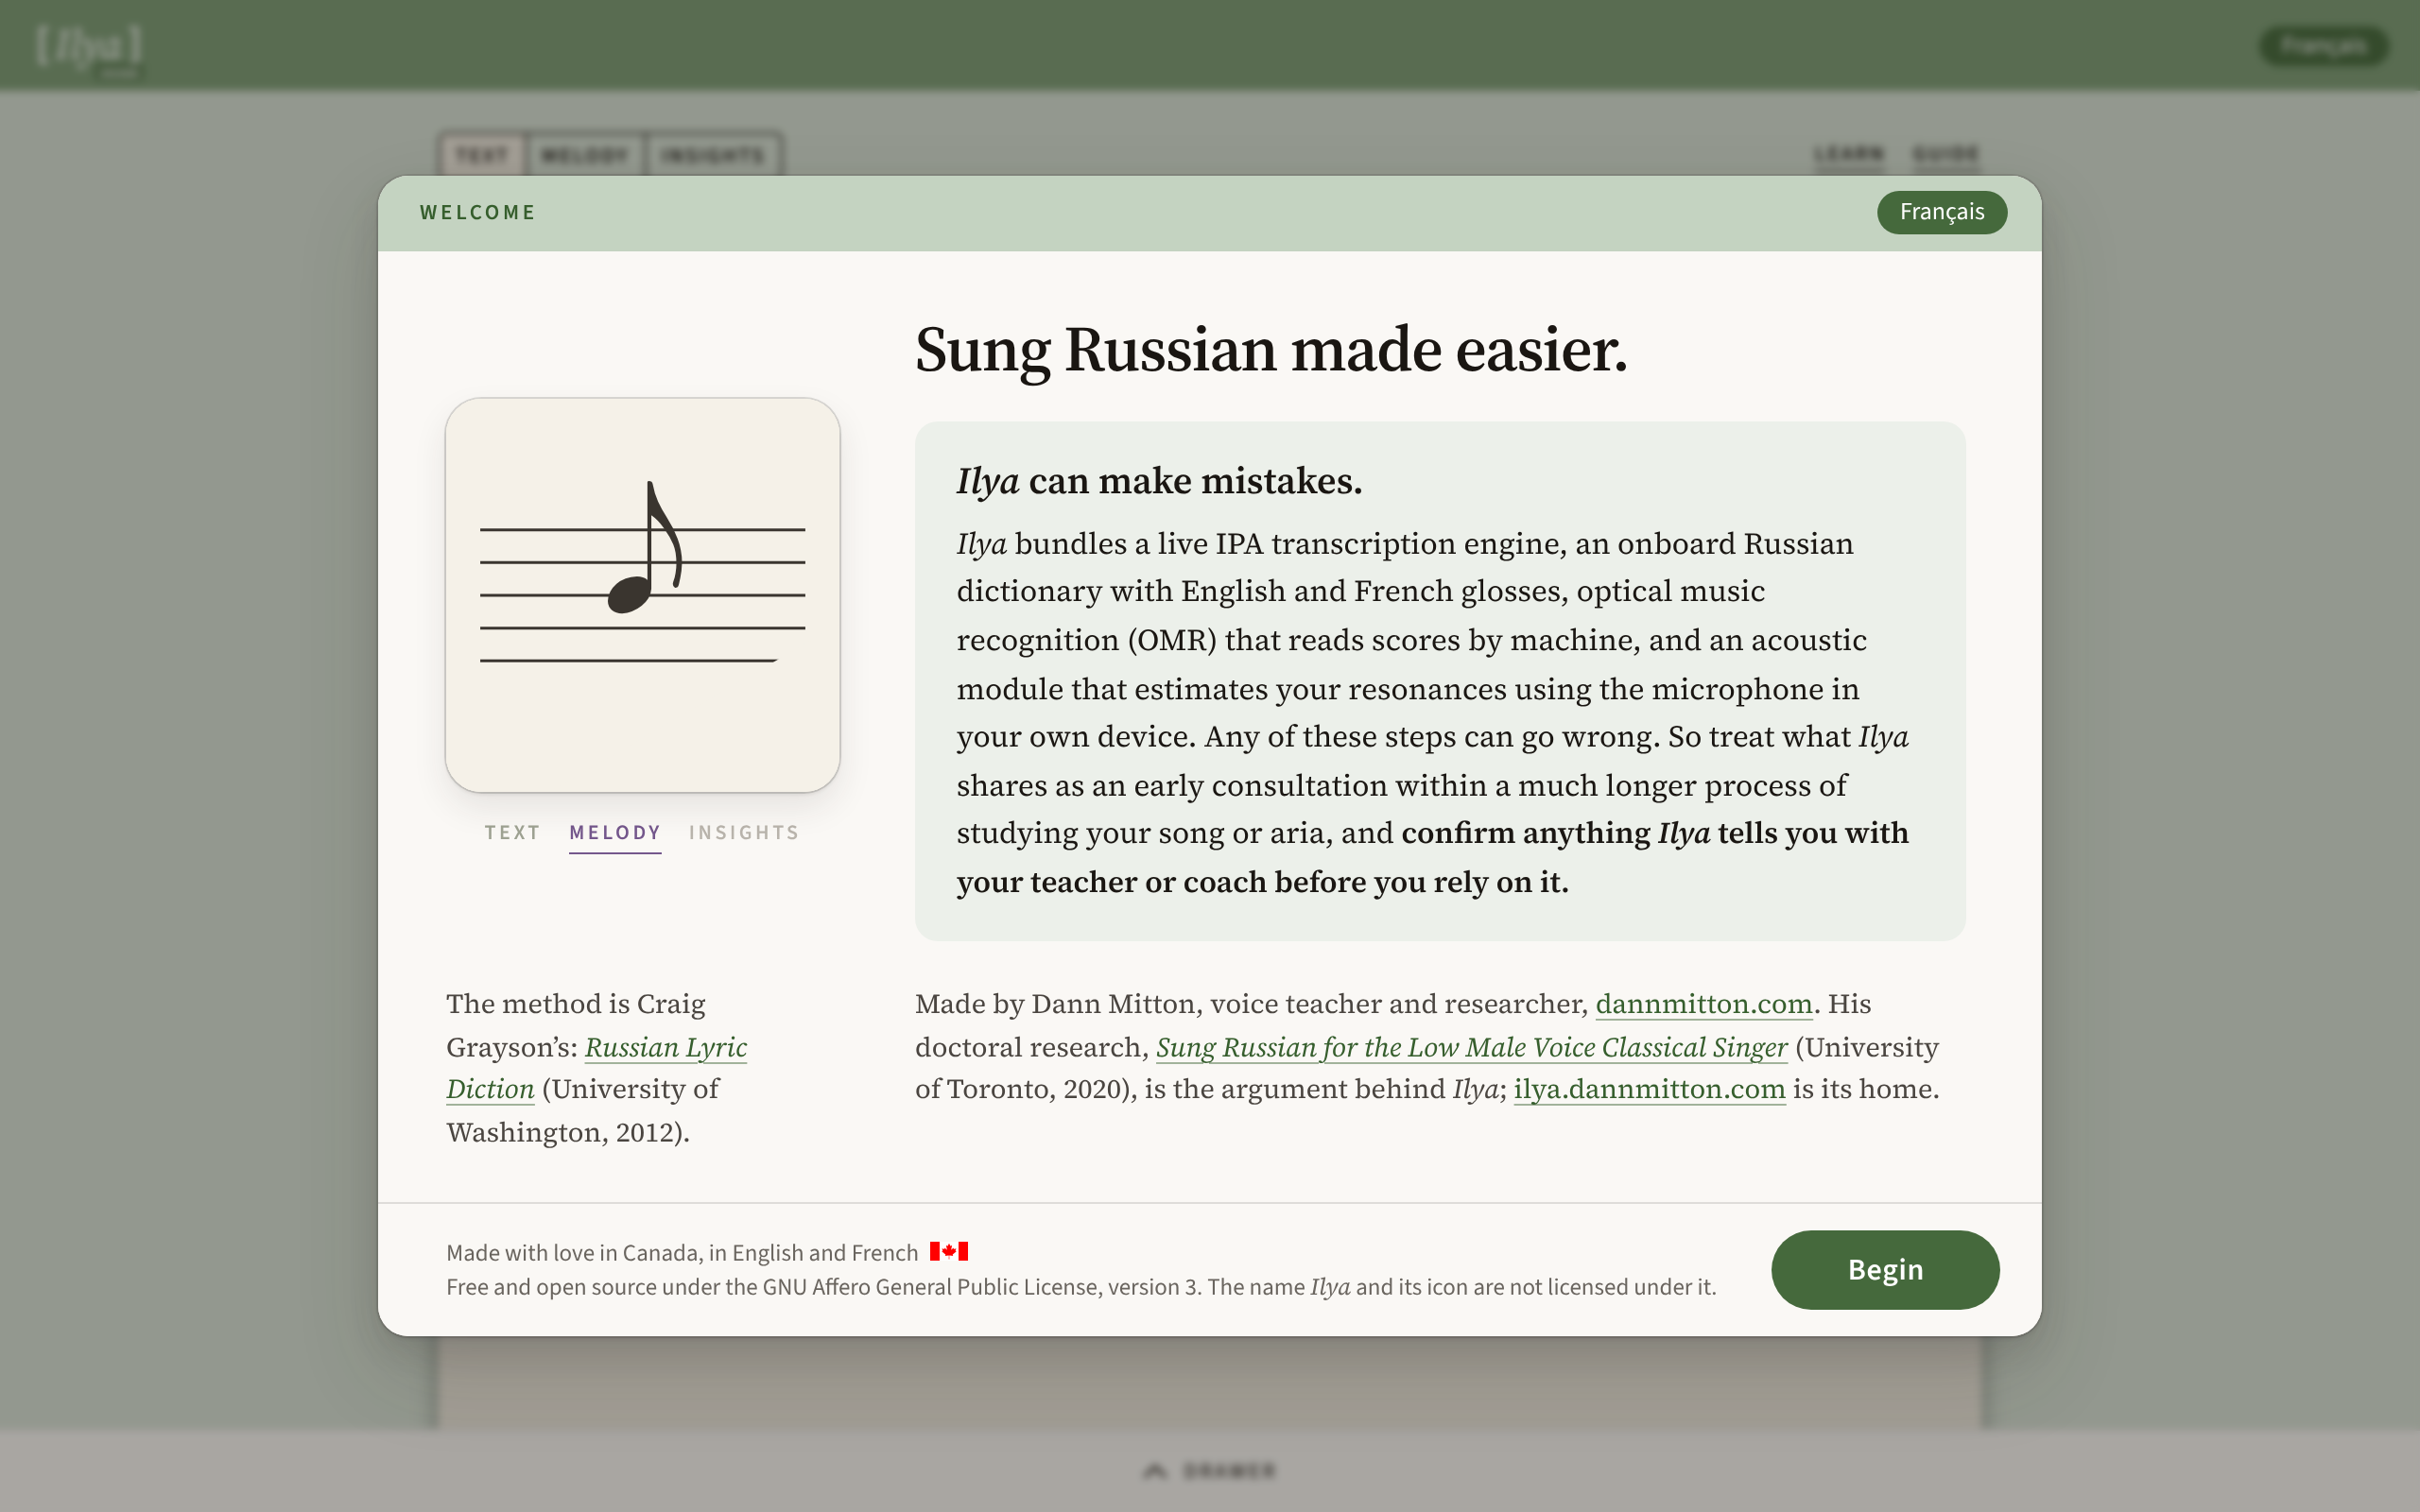 [Ilya]
Français
TEXT MELODY INSIGHTS
LEARN GUIDE
WELCOME
Français
Sung Russian made easier.
Ilya can make mistakes.
Ilya bundles a live IPA transcription engine, an onboard Russian
dictionary with English and French glosses, optical music
recognition (OMR) that reads scores by machine, and an acoustic
module that estimates your resonances using the microphone in
your own device. Any of these steps can go wrong. So treat what Ilya
shares as an early consultation within a much longer process of
studying your song or aria, and confirm anything Ilya tells you with
your teacher or coach before you rely on it.
TEXT MELODY INSIGHTS
The method is Craig
Grayson’s: Russian Lyric
Diction (University of
Washington, 2012).
Made by Dann Mitton, voice teacher and researcher, dannmitton.com. His
doctoral research, Sung Russian for the Low Male Voice Classical Singer (University
of Toronto, 2020), is the argument behind Ilya; ilya.dannmitton.com is its home.
Made with love in Canada, in English and French
Free and open source under the GNU Affero General Public License, version 3. The name Ilya and its icon are not licensed under it.
Begin
DRAWER